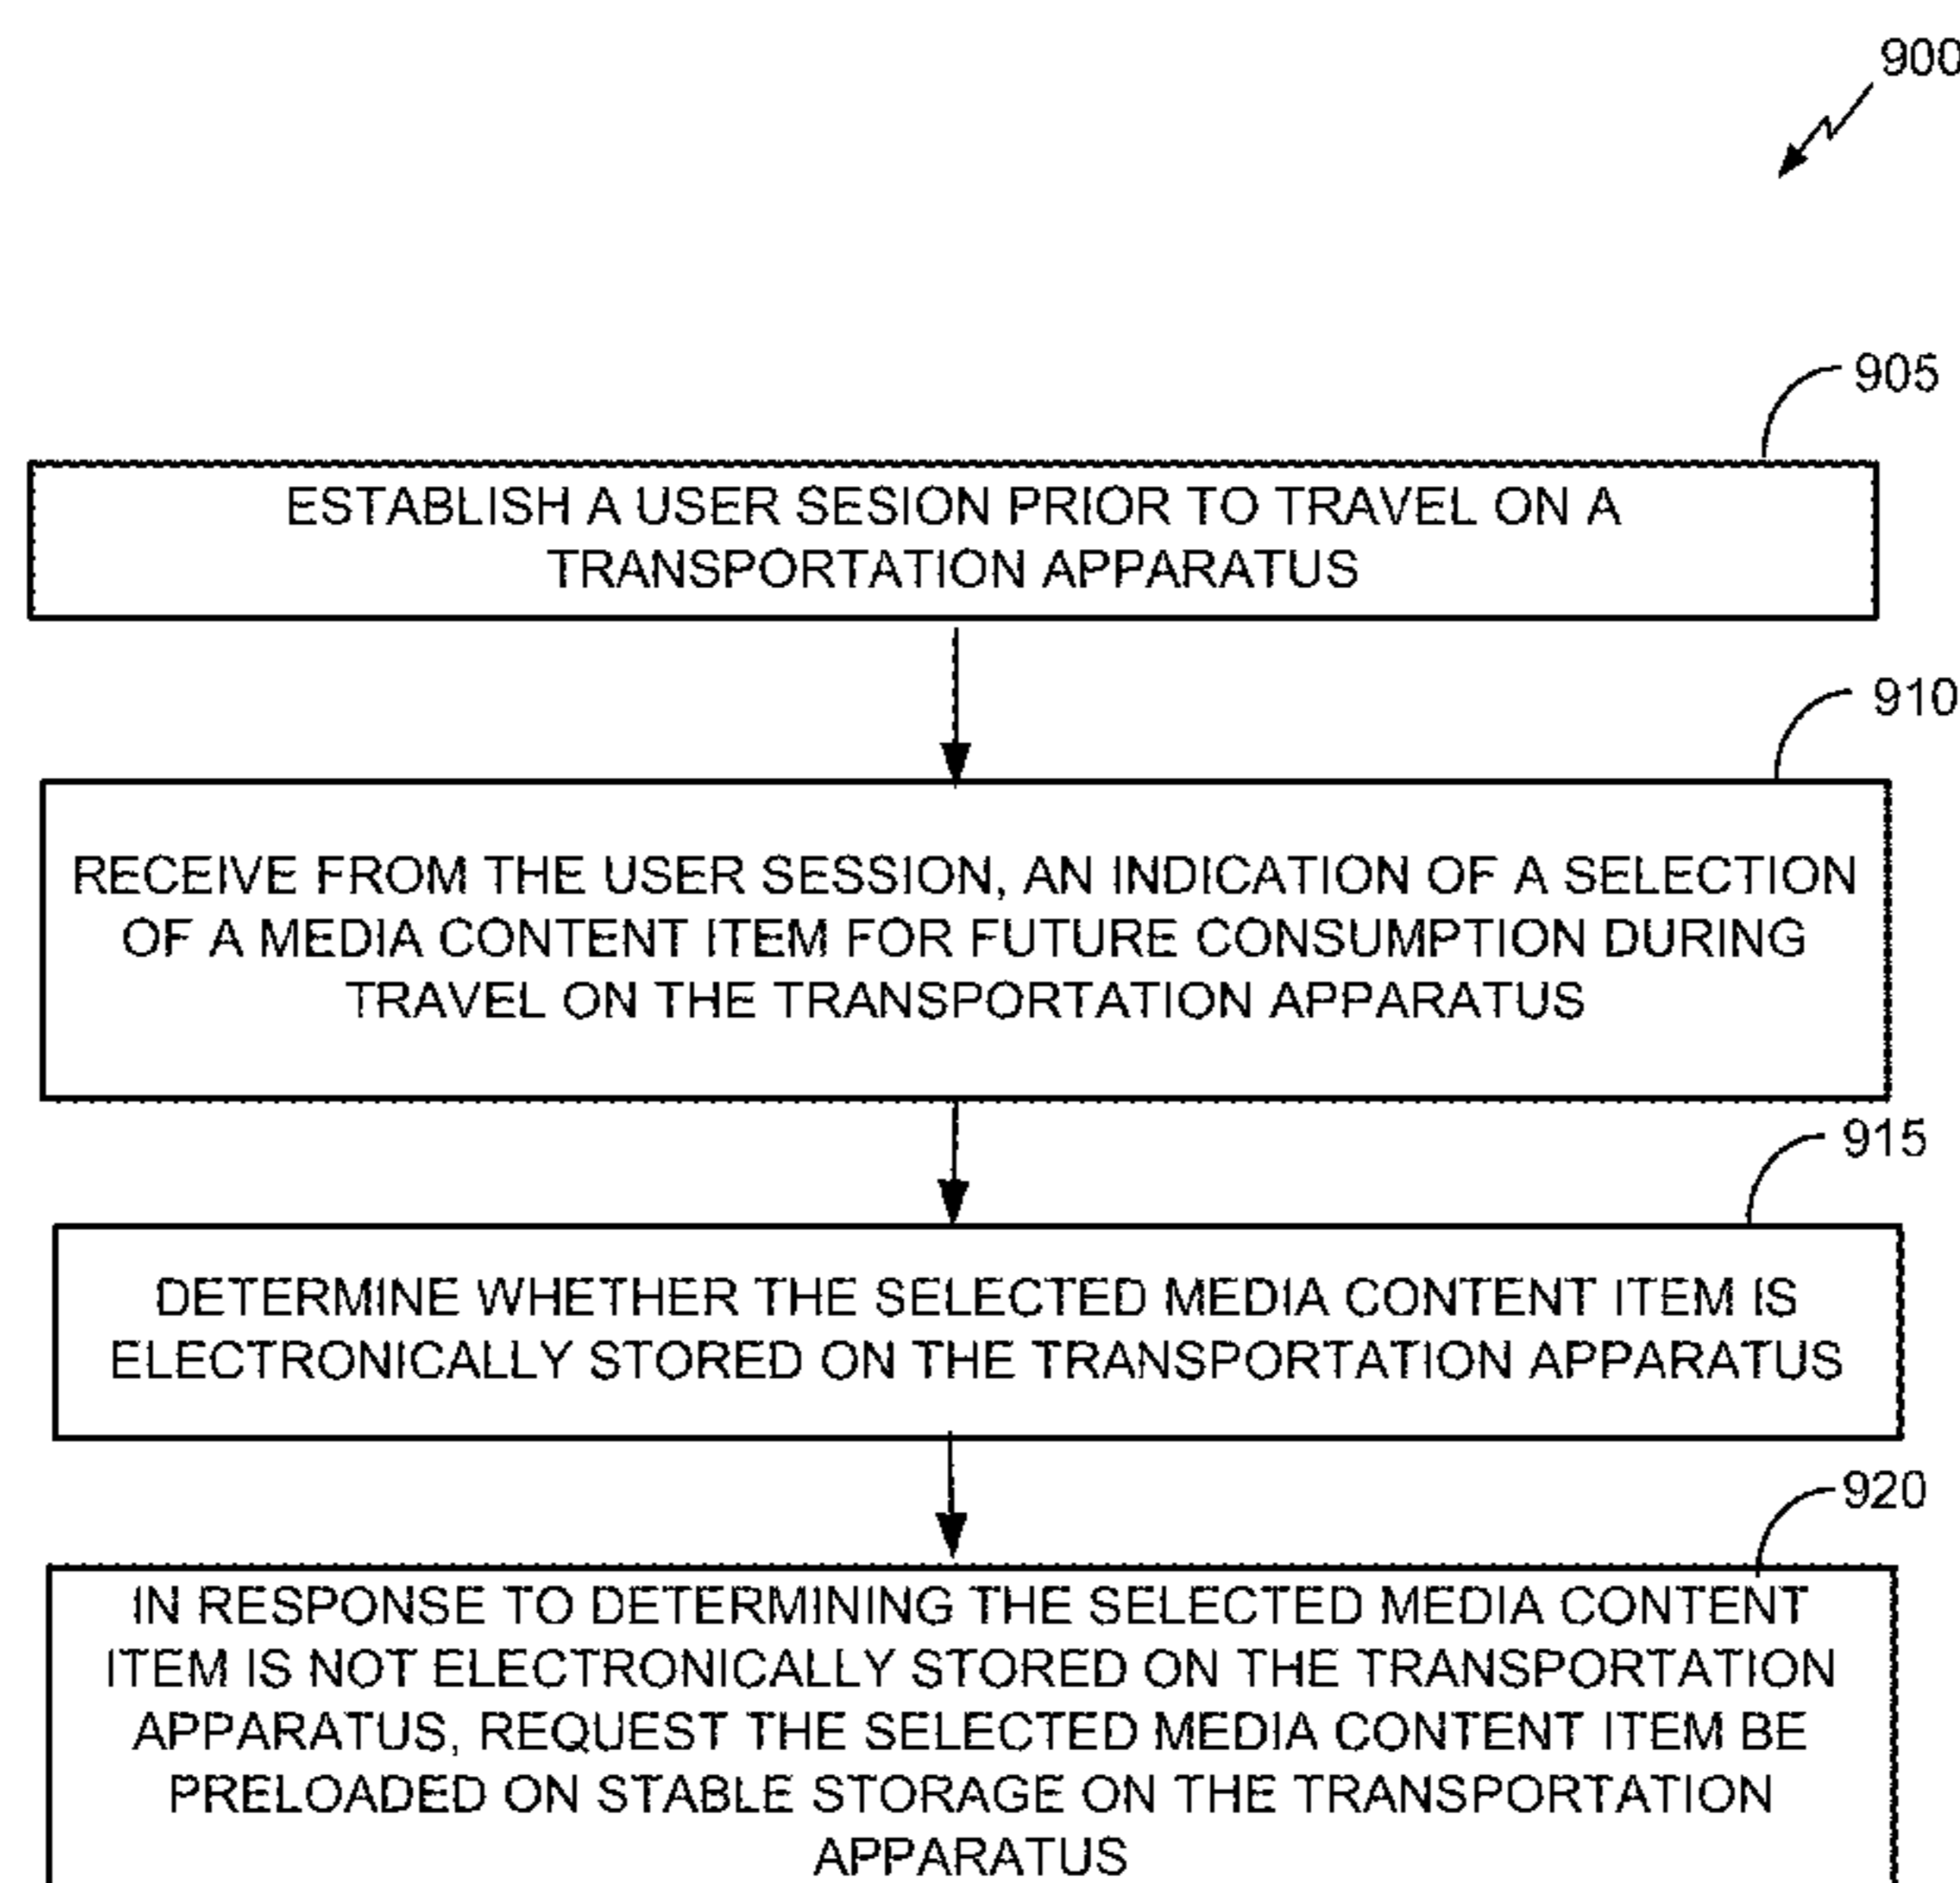 900
905
ESTABLISH A USER SESION PRIOR TO TRAVEL ON A
TRANSPORTATION APPARATUS
910
RECEIVE FROM THE USER SESSION, AN INDICATION OF A SELECTION
OF A MEDIA CONTENT ITEM FOR FUTURE CONSUMPTION DURING
TRAVEL ON THE TRANSPORTATION APPARATUS
915
DETERMINE WHETHER THE SELECTED MEDIA CONTENT ITEM IS
ELECTRONICALLY STORED ON THE TRANSPORTATION APPARATUS
920
IN RESPONSE TO DETERMINING THE SELECTED MEDIA CONTENT
ITEM IS NOT ELECTRONICALLY STORED ON THE TRANSPORTATION
APPARATUS, REQUEST THE SELECTED MEDIA CONTENT ITEM BE
PRELOADED ON STABLE STORAGE ON THE TRANSPORTATION
APPARATUS